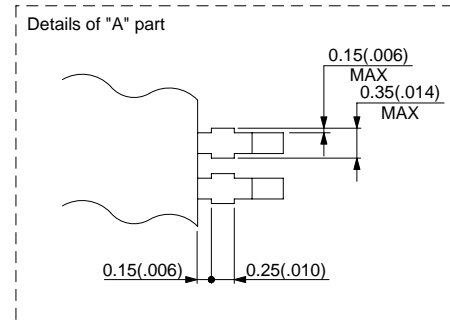 Details of "A" part
0.15(.006)
MAX
0.35(.014)
MAX
0.15(.006)
0.25(.010)